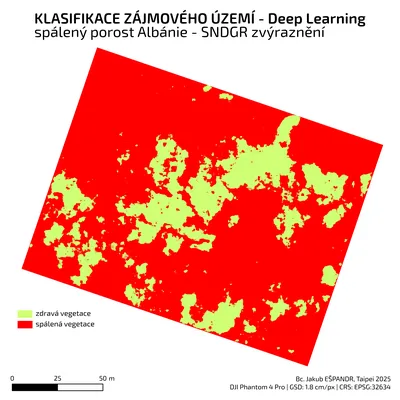 KLASIFIKACE ZÁJMOVÉHO ÚZEMÍ - Deep Learning
spálený porost Albánie - SNDGR zvýraznění
zdravá vegetace
spálená vegetace
0 25 50 m
Bc. Jakub EŠPANDR, Taipei 2025
DJI Phantom 4 Pro | GSD: 1.8 cm/px | CRS: EPSG:32634